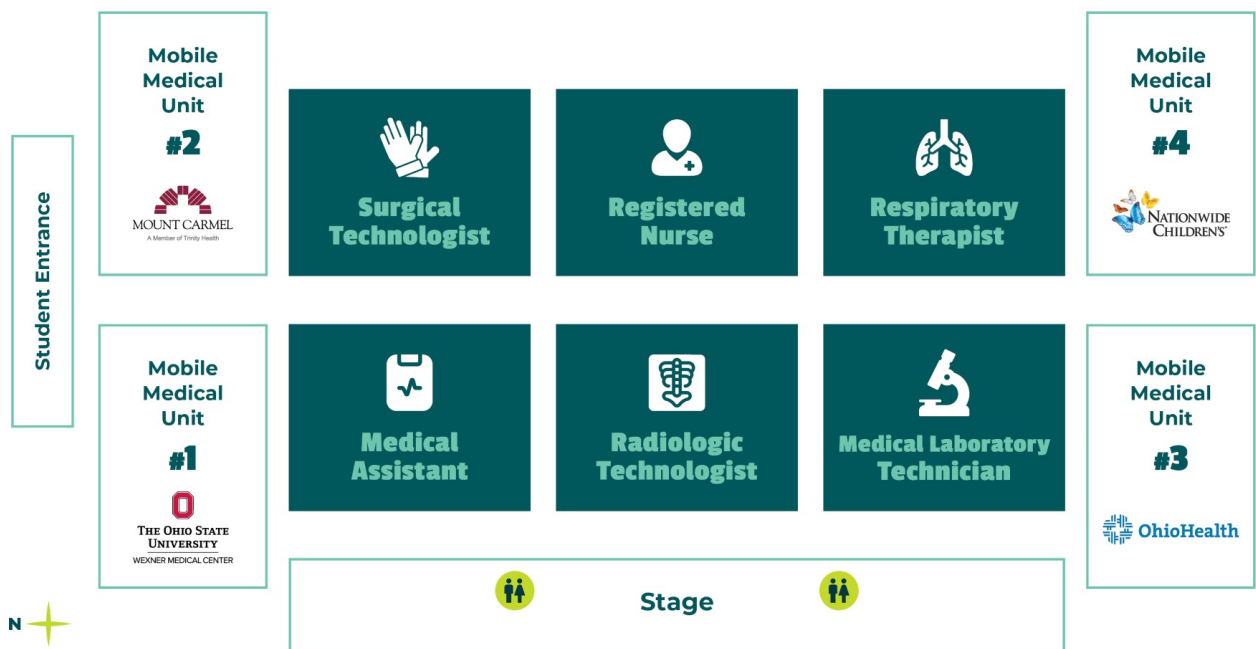 Student Entrance
Mobile
Medical
Unit
#2
MOUNT CARMEL
A Member of Trinity Health
Surgical
Technologist
Registered
Nurse
Respiratory
Therapist
Mobile
Medical
Unit
#4
NATIONWIDE
CHILDREN'S
Mobile
Medical
Unit
#1
O
THE OHIO STATE
UNIVERSITY
WEXNER MEDICAL CENTER
Medical
Assistant
Radiologic
Technologist
Medical Laboratory
Technician
Mobile
Medical
Unit
#3
OhioHealth
Stage
N